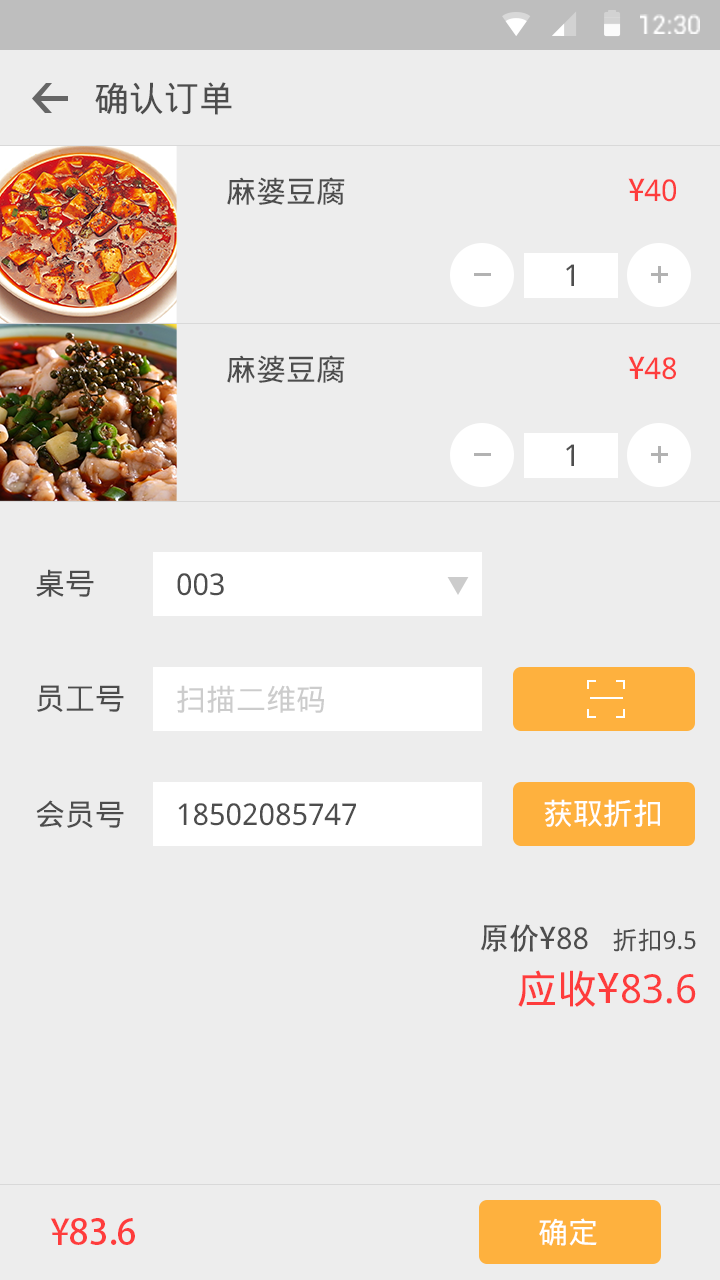 12:30
确认订单
麻婆豆腐
¥40
− 1 +
麻婆豆腐
¥48
− 1 +
桌号 003
员工号 扫描二维码
会员号 18502085747 获取折扣
原价¥88 折扣9.5
应收¥83.6
¥83.6 确定